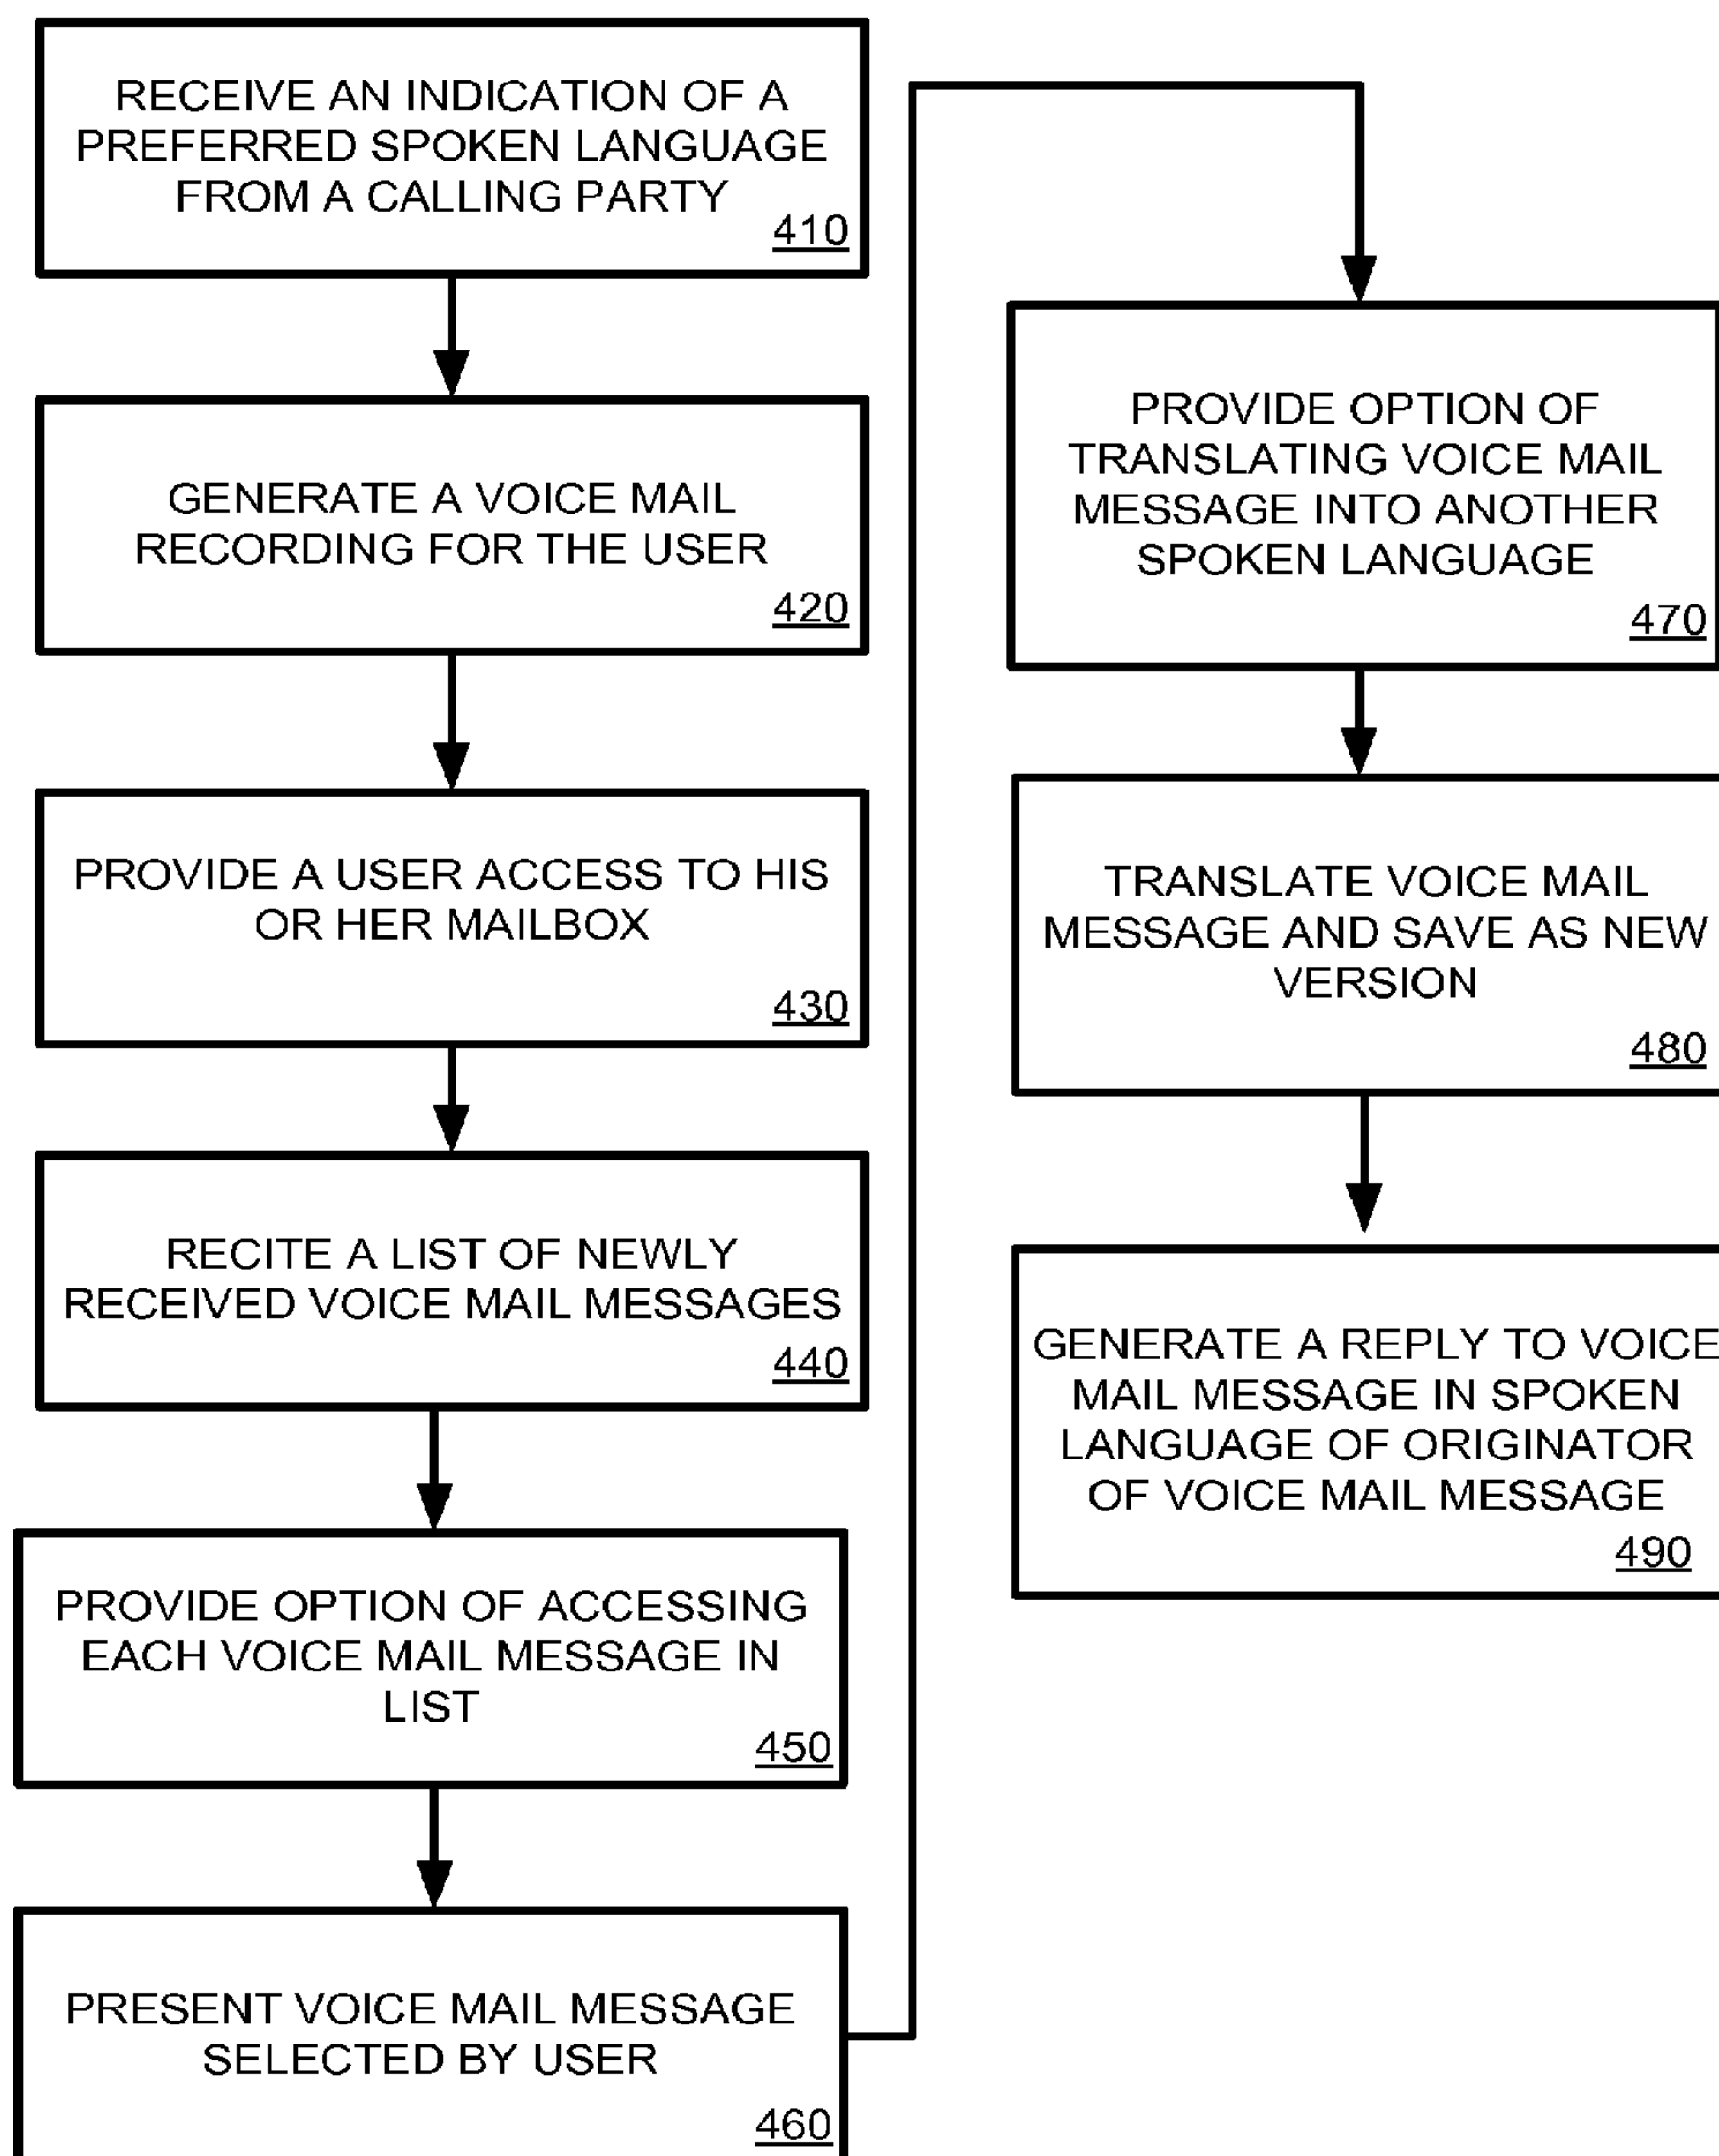 RECEIVE AN INDICATION OF A
PREFERRED SPOKEN LANGUAGE
FROM A CALLING PARTY
410
GENERATE A VOICE MAIL
RECORDING FOR THE USER
420
PROVIDE A USER ACCESS TO HIS
OR HER MAILBOX
430
RECITE A LIST OF NEWLY
RECEIVED VOICE MAIL MESSAGES
440
PROVIDE OPTION OF ACCESSING
EACH VOICE MAIL MESSAGE IN
LIST
450
PRESENT VOICE MAIL MESSAGE
SELECTED BY USER
460
PROVIDE OPTION OF
TRANSLATING VOICE MAIL
MESSAGE INTO ANOTHER
SPOKEN LANGUAGE
470
TRANSLATE VOICE MAIL
MESSAGE AND SAVE AS NEW
VERSION
480
GENERATE A REPLY TO VOICE
MAIL MESSAGE IN SPOKEN
LANGUAGE OF ORIGINATOR
OF VOICE MAIL MESSAGE
490